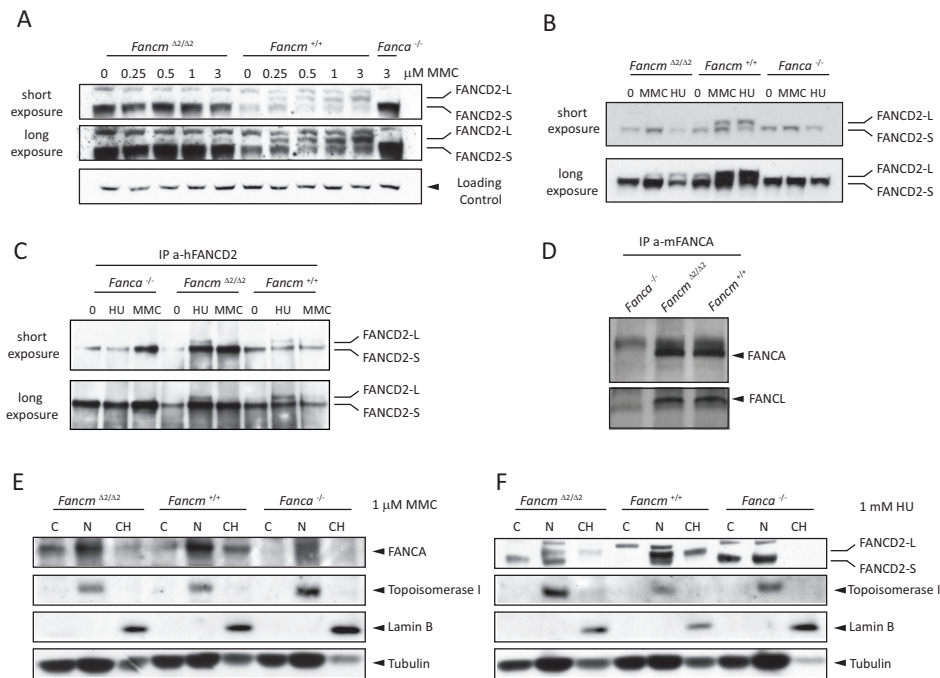 A
Fancm Δ2/Δ2 Fancm +/+ Fanca -/-
0 0.25 0.5 1 3 0 0.25 0.5 1 3 3 μM MMC
short exposure
FANCD2-L
FANCD2-S
long exposure
FANCD2-L
FANCD2-S
Loading Control
B
Fancm Δ2/Δ2 Fancm +/+ Fanca -/-
0 MMC HU 0 MMC HU 0 MMC HU
short exposure
FANCD2-L
FANCD2-S
long exposure
FANCD2-L
FANCD2-S
C
IP a-hFANCD2
Fanca -/- Fancm Δ2/Δ2 Fancm +/+
0 HU MMC 0 HU MMC 0 HU MMC
short exposure
FANCD2-L
FANCD2-S
long exposure
FANCD2-L
FANCD2-S
D
IP a-mFANCA
Fanca -/- Fancm Δ2/Δ2 Fancm +/+
FANCA
FANCL
E
Fancm Δ2/Δ2 Fancm +/+ Fanca -/-
1 μM MMC
C N CH C N CH C N CH
FANCA
Topoisomerase I
Lamin B
Tubulin
F
Fancm Δ2/Δ2 Fancm +/+ Fanca -/-
1 mM HU
C N CH C N CH C N CH
FANCD2-L
FANCD2-S
Topoisomerase I
Lamin B
Tubulin